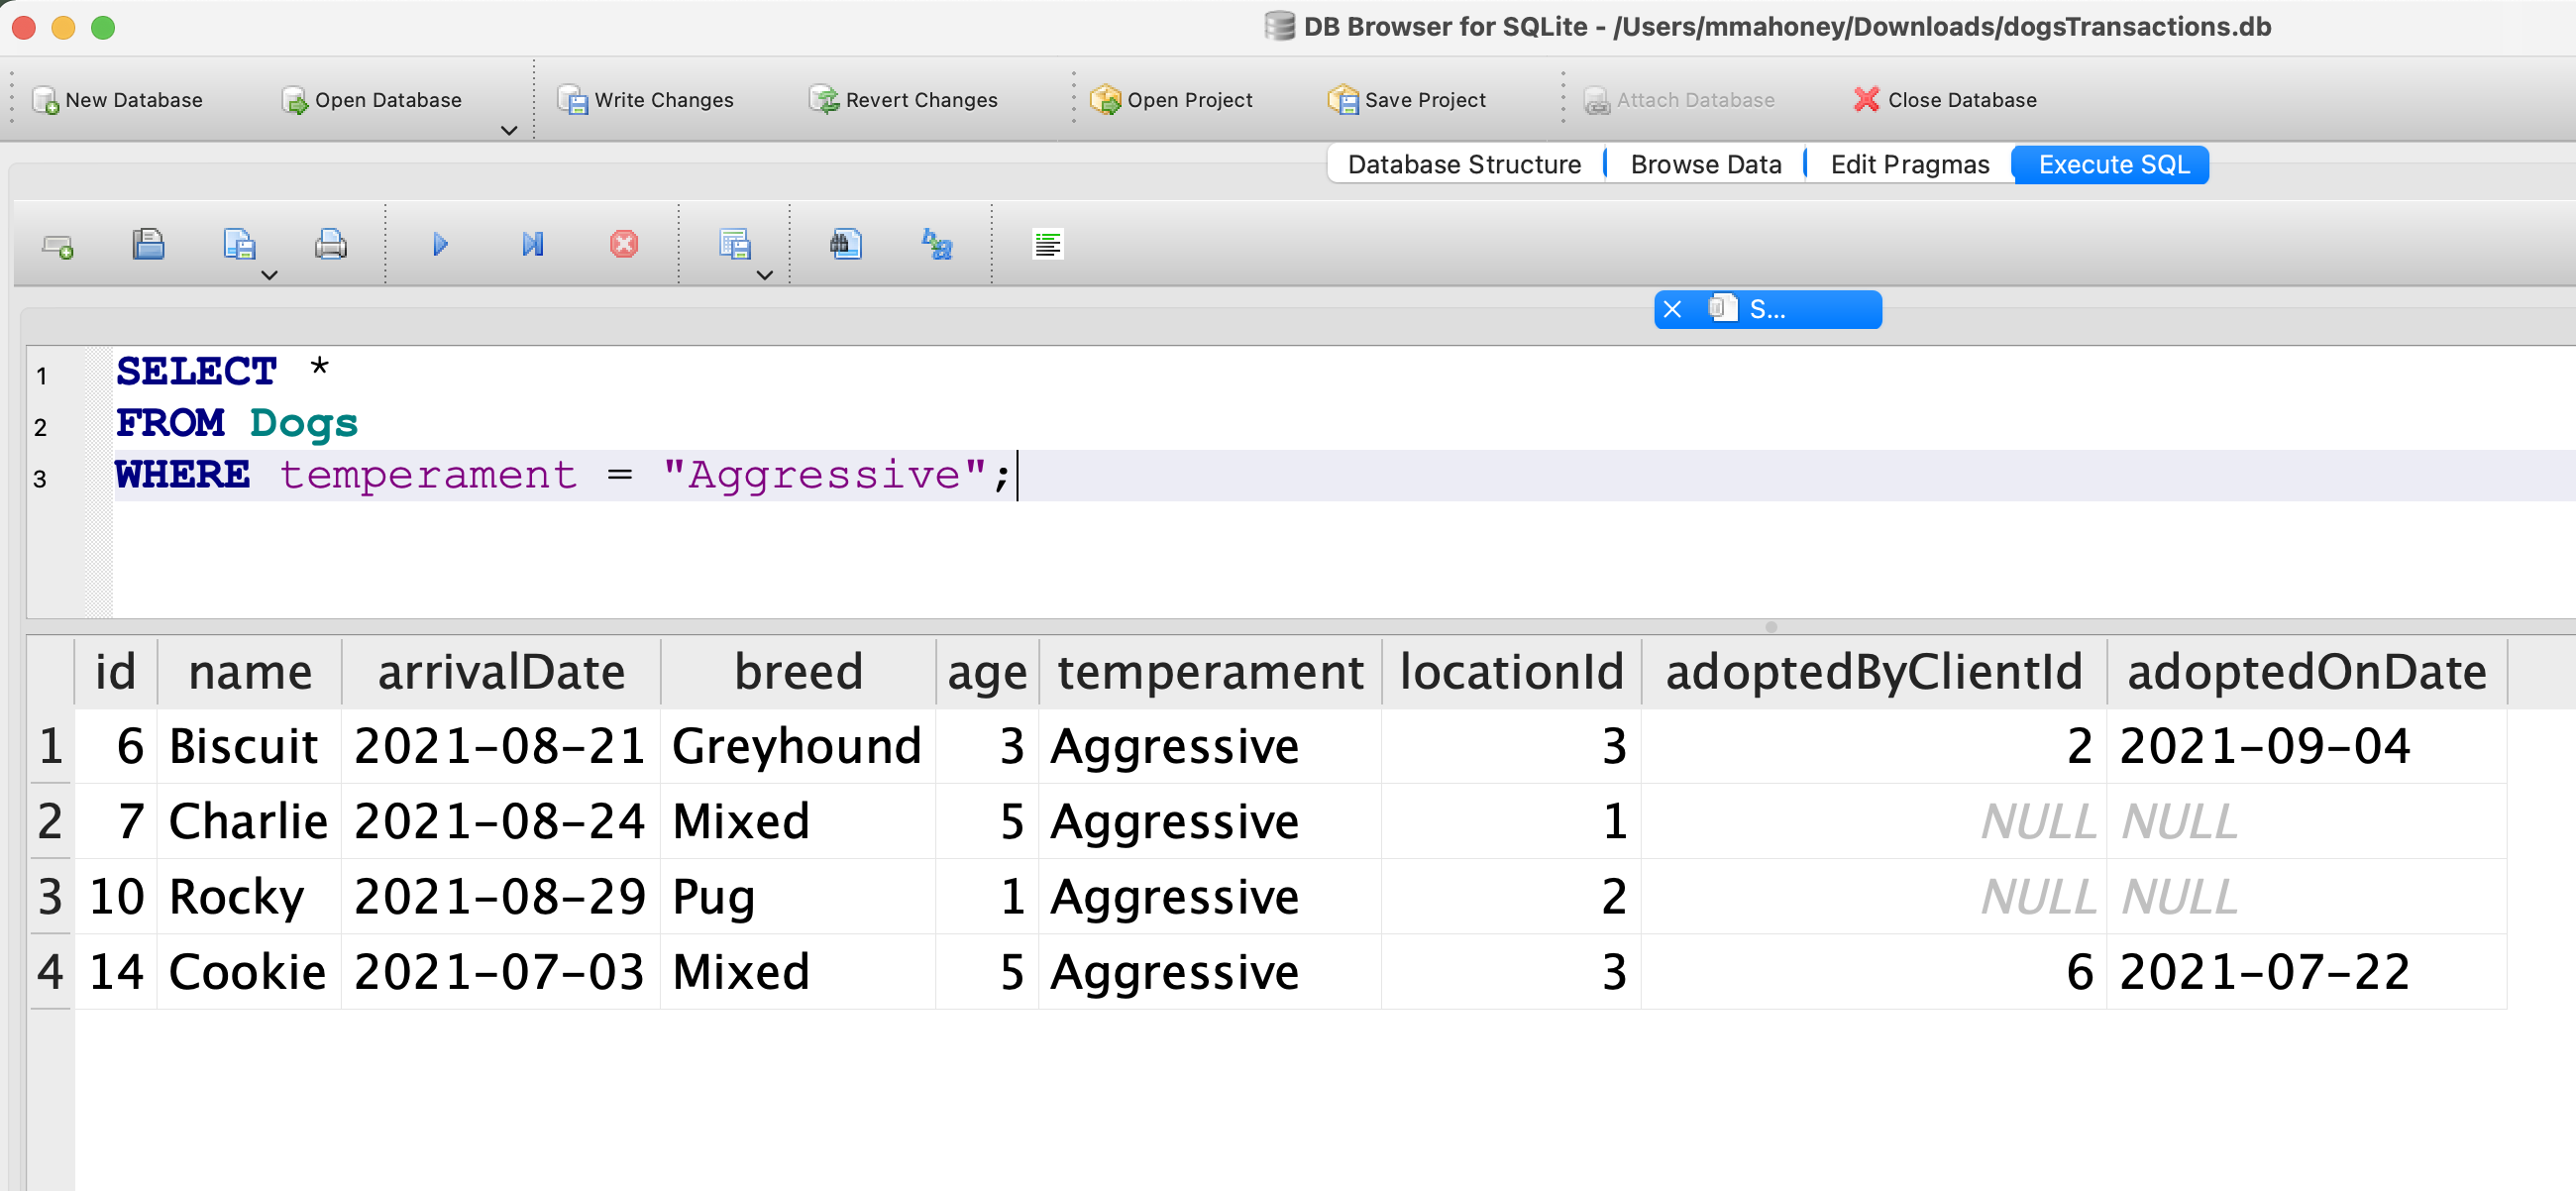 DB Browser for SQLite - /Users/mmahoney/Downloads/dogsTransactions.db
New Database Open Database Write Changes Revert Changes Open Project Save Project Attach Database Close Database
Database Structure Browse Data Edit Pragmas Execute SQL
S...
1 SELECT *
2 FROM Dogs
3 WHERE temperament = "Aggressive";
id name arrivalDate breed age temperament locationId adoptedByClientId adoptedOnDate
1 6 Biscuit 2021-08-21 Greyhound 3 Aggressive 3 2 2021-09-04
2 7 Charlie 2021-08-24 Mixed 5 Aggressive 1 NULL NULL
3 10 Rocky 2021-08-29 Pug 1 Aggressive 2 NULL NULL
4 14 Cookie 2021-07-03 Mixed 5 Aggressive 3 6 2021-07-22